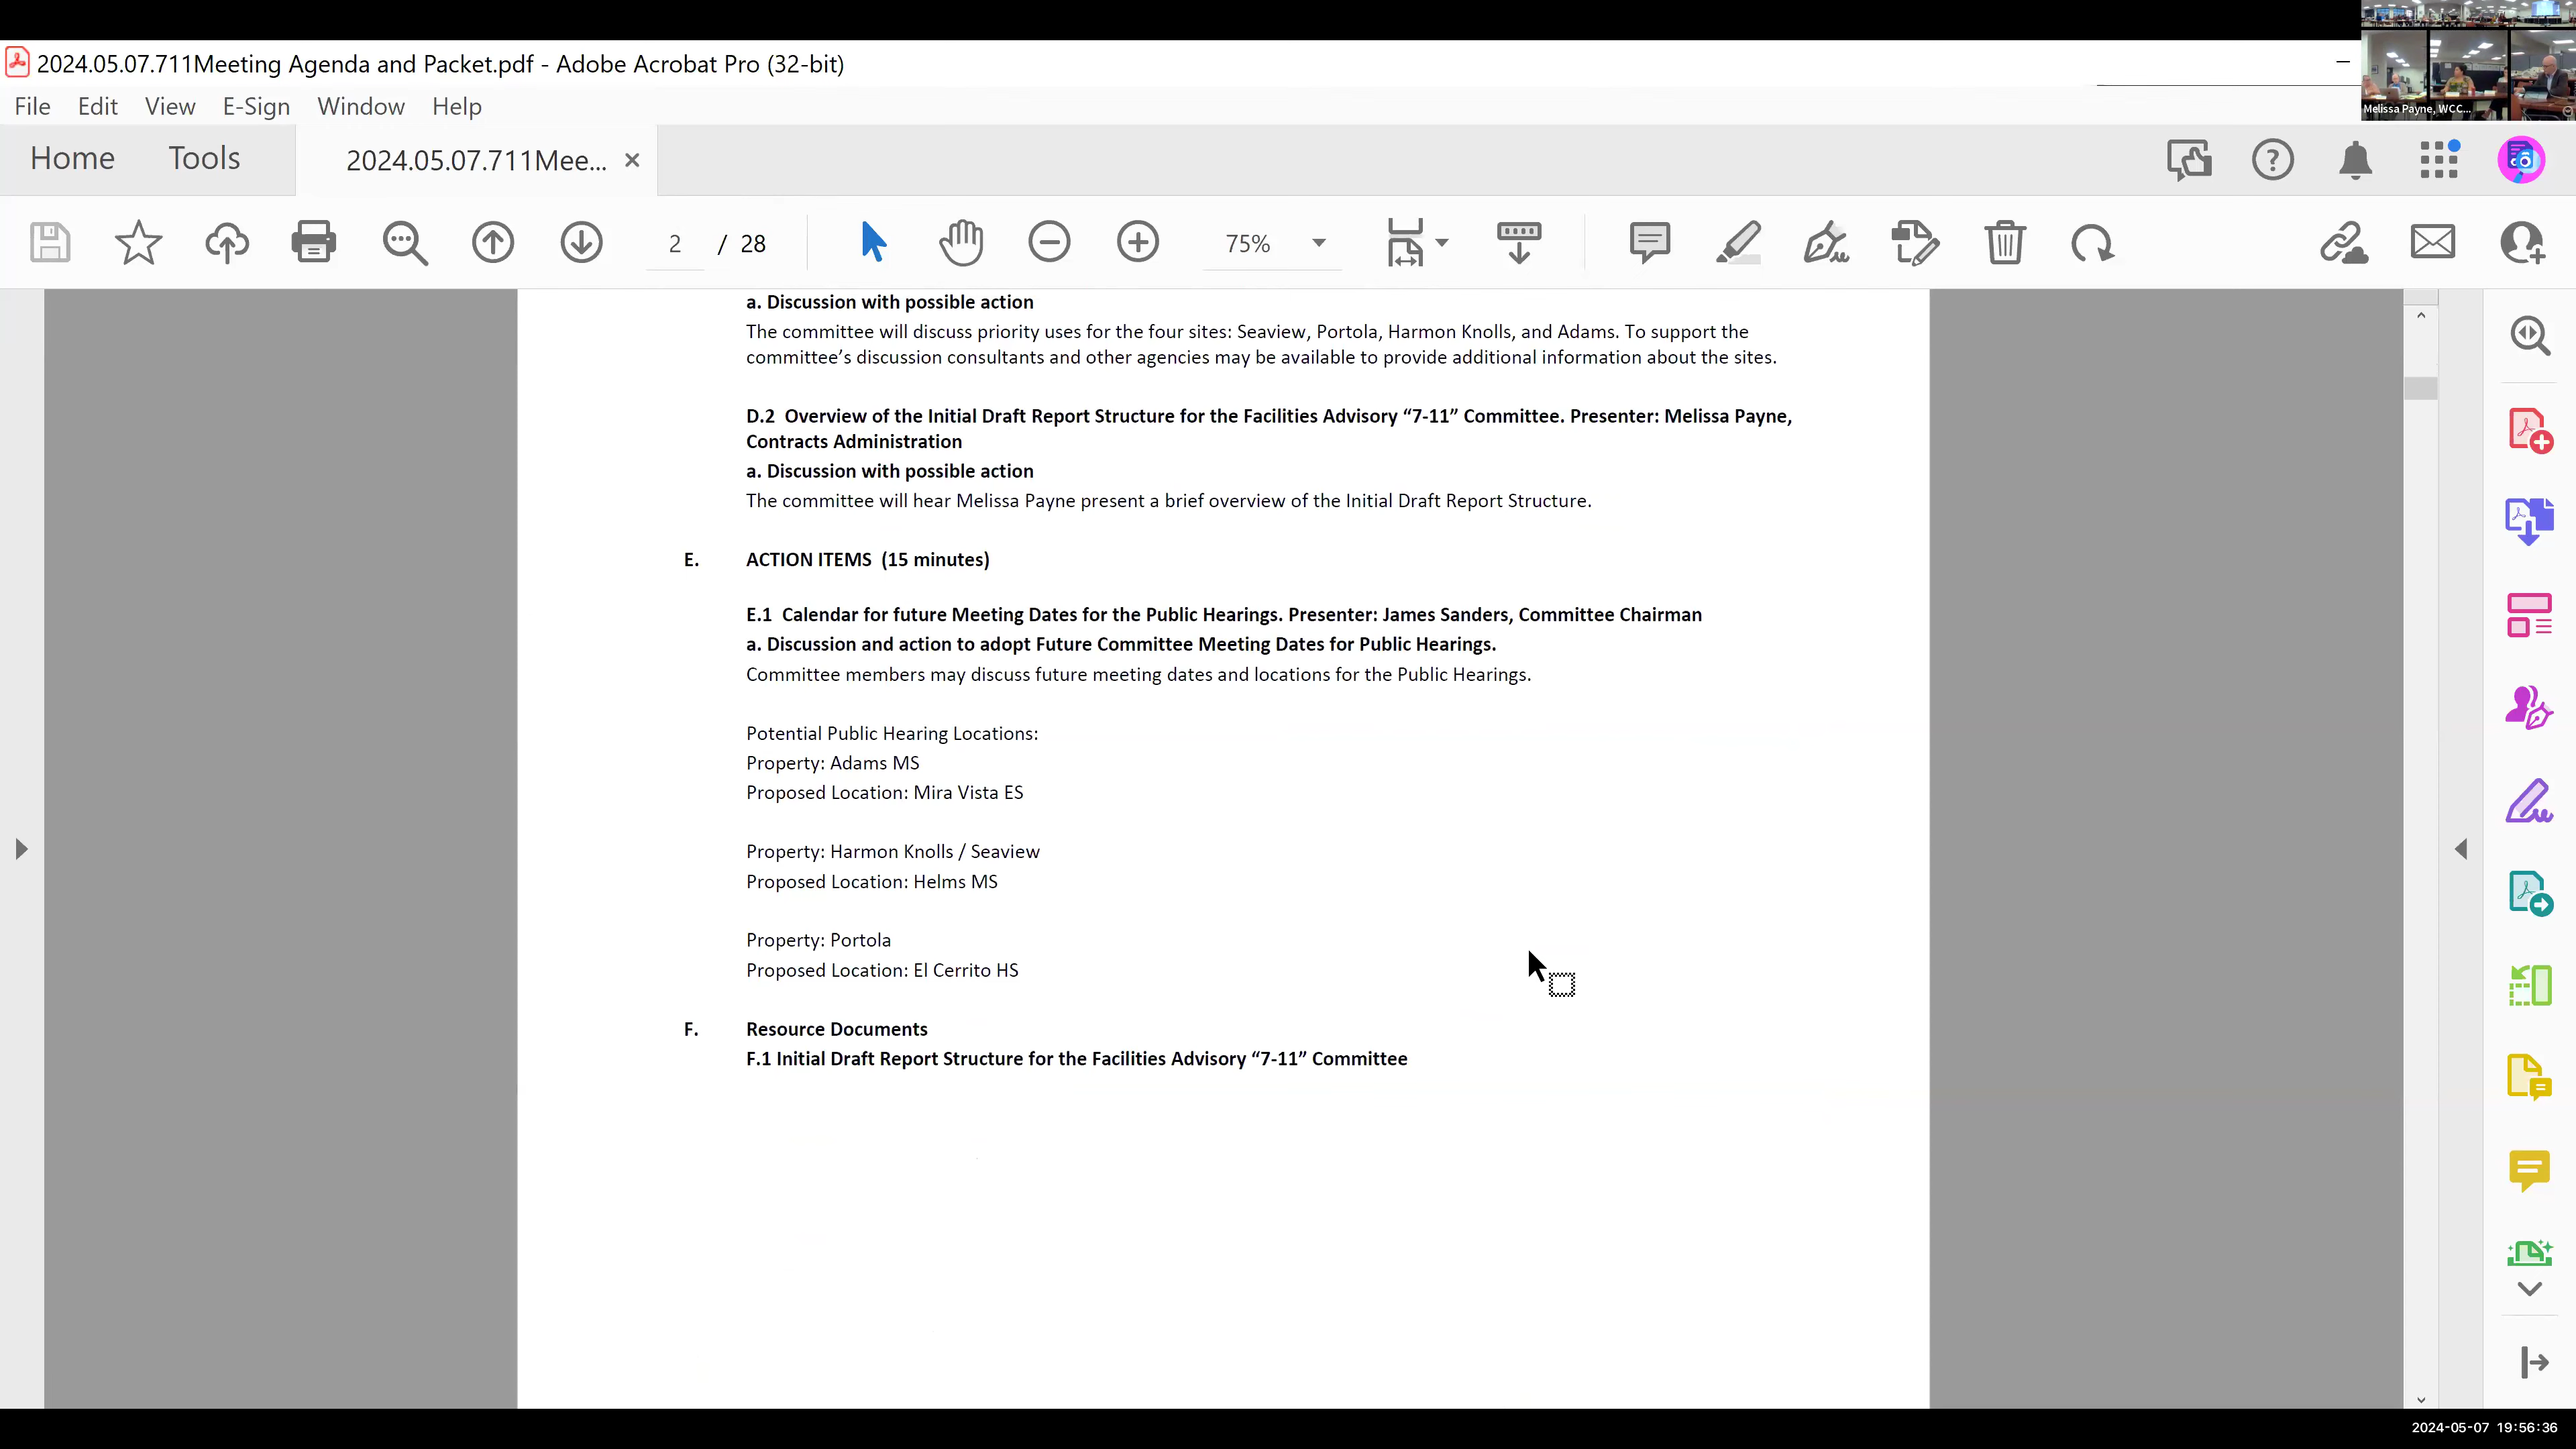 2024.05.07.711Meeting Agenda and Packet.pdf - Adobe Acrobat Pro (32-bit)
Melissa Payne, WCC...
File Edit View E-Sign Window Help
Home Tools 2024.05.07.711Mee... ×
2 / 28 75%
a. Discussion with possible action
The committee will discuss priority uses for the four sites: Seaview, Portola, Harmon Knolls, and Adams. To support the
committee’s discussion consultants and other agencies may be available to provide additional information about the sites.
D.2 Overview of the Initial Draft Report Structure for the Facilities Advisory “7-11” Committee. Presenter: Melissa Payne,
Contracts Administration
a. Discussion with possible action
The committee will hear Melissa Payne present a brief overview of the Initial Draft Report Structure.
E. ACTION ITEMS (15 minutes)
E.1 Calendar for future Meeting Dates for the Public Hearings. Presenter: James Sanders, Committee Chairman
a. Discussion and action to adopt Future Committee Meeting Dates for Public Hearings.
Committee members may discuss future meeting dates and locations for the Public Hearings.
Potential Public Hearing Locations:
Property: Adams MS
Proposed Location: Mira Vista ES
Property: Harmon Knolls / Seaview
Proposed Location: Helms MS
Property: Portola
Proposed Location: El Cerrito HS
F. Resource Documents
F.1 Initial Draft Report Structure for the Facilities Advisory “7-11” Committee
2024-05-07 19:56:36